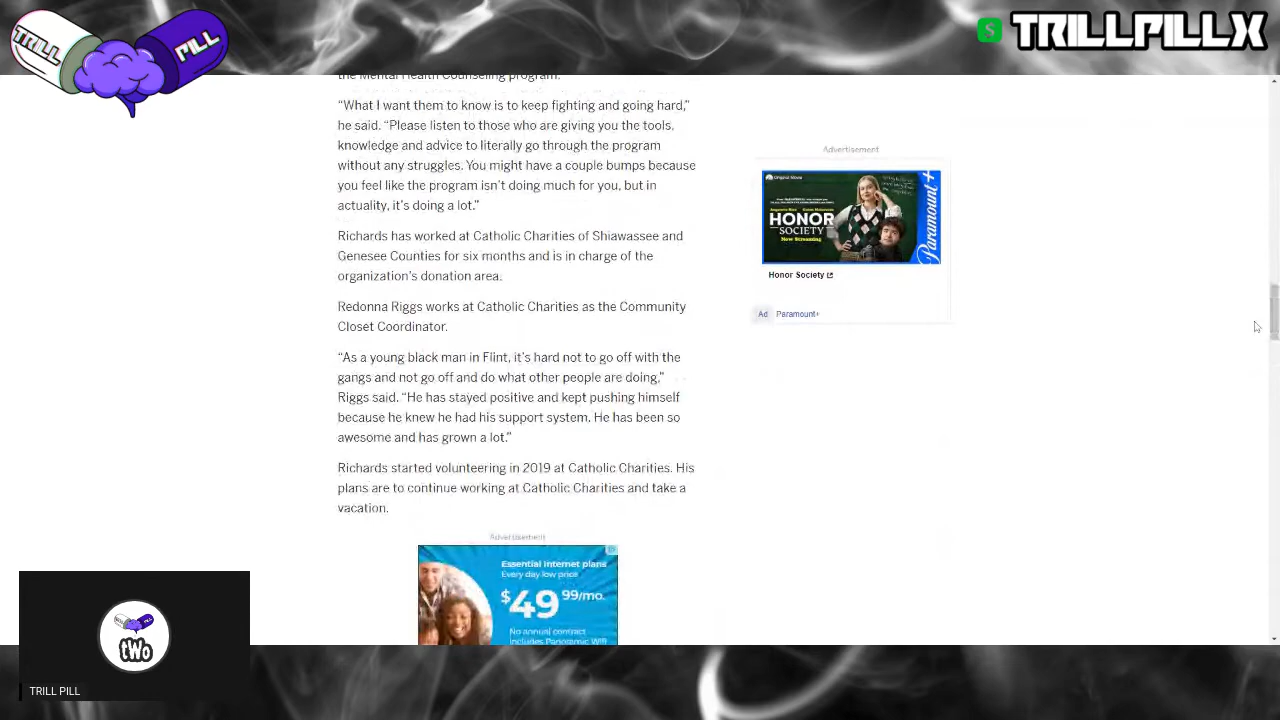 TRILL
PILL
$ TRILLPILLX
the Mental Health Counseling program.
“What I want them to know is to keep fighting and going hard,”
he said. “Please listen to those who are giving you the tools,
knowledge and advice to literally go through the program
without any struggles. You might have a couple bumps because
you feel like the program isn’t doing much for you, but in
actuality, it’s doing a lot.”
Richards has worked at Catholic Charities of Shiawassee and
Genesee Counties for six months and is in charge of the
organization’s donation area.
Redonna Riggs works at Catholic Charities as the Community
Closet Coordinator.
“As a young black man in Flint, it’s hard not to go off with the
gangs and not go off and do what other people are doing,”
Riggs said. “He has stayed positive and kept pushing himself
because he knew he had his support system. He has been so
awesome and has grown a lot.”
Richards started volunteering in 2019 at Catholic Charities. His
plans are to continue working at Catholic Charities and take a
vacation.
Advertisement
Essential Internet plans
Every day low price
$49 99/mo.
No annual contract
includes Panoramic Wifi
Advertisement
Original Movie
HONOR
SOCIETY
Now Streaming
Paramount+
Honor Society
Ad Paramount+
tWo
TRILL PILL